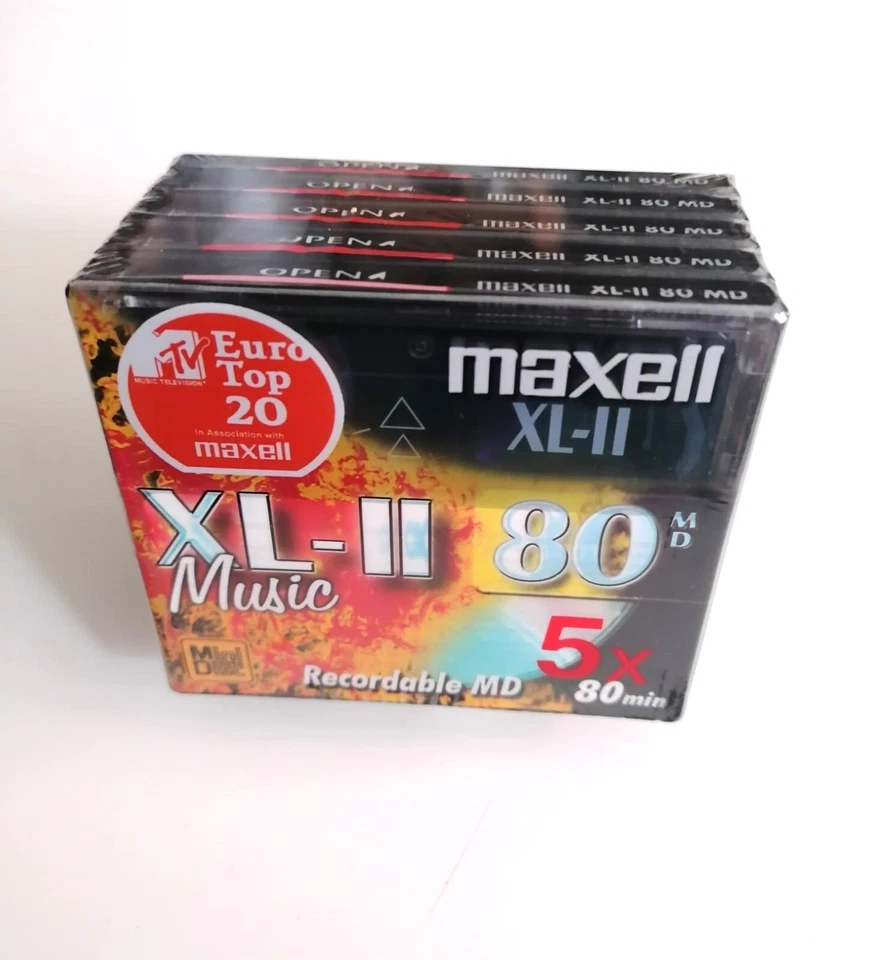 OPEN
maxell XL-II 80 MD
OPEN
maxell XL-II 80 MD
OPEN
maxell XL-II 80 MD
OPEN
maxell XL-II 80 MD
OPEN
maxell XL-II 80 MD
MTV
MUSIC TELEVISION
Euro
Top
20
In Association with
maxell
maxell
XL-II
XL-II 80 MD
Music
5x
80min
Recordable MD
MD